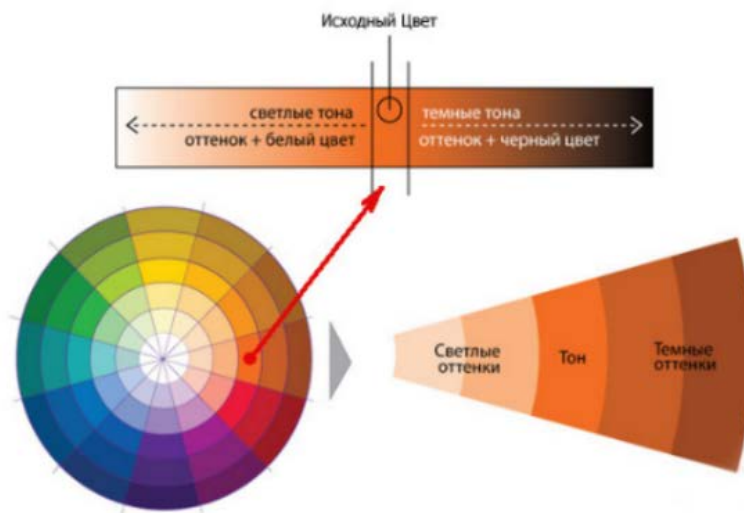 Исходный Цвет
светлые тона
оттенок + белый цвет
темные тона
оттенок + черный цвет
Светлые
оттенки
Тон
Темные
оттенки